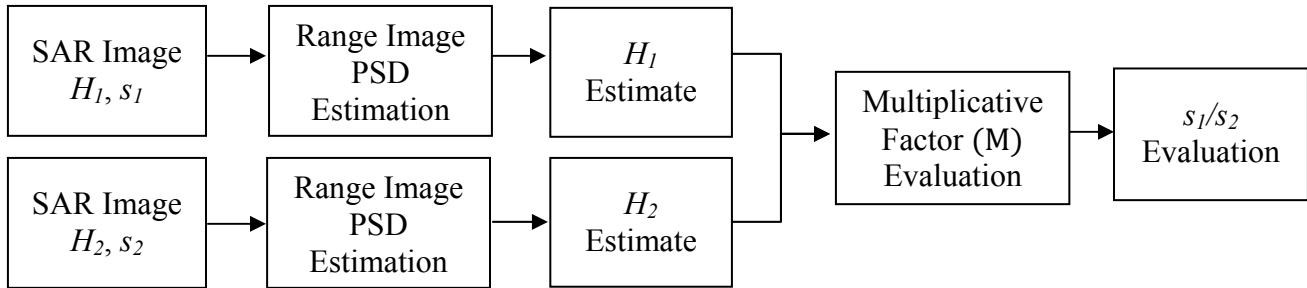 SAR Image
H₁, s₁
Range Image
PSD
Estimation
H₁
Estimate
SAR Image
H₂, s₂
Range Image
PSD
Estimation
H₂
Estimate
Multiplicative
Factor (M)
Evaluation
s₁/s₂
Evaluation